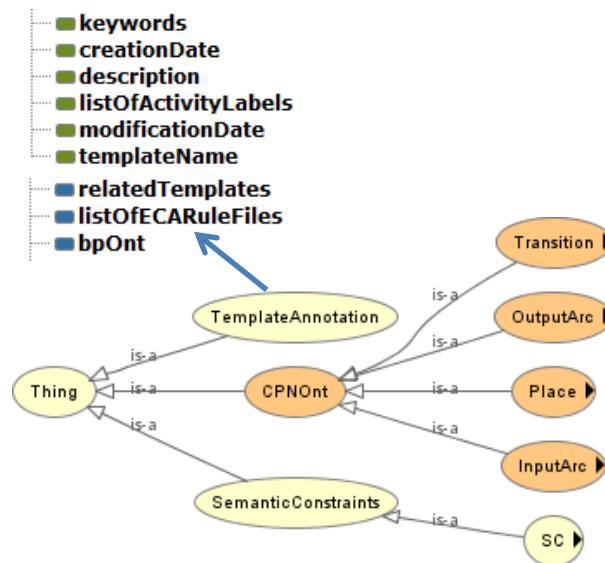 keywords
creationDate
description
listOfActivityLabels
modificationDate
templateName
relatedTemplates
listOfECARuleFiles
bpOnt
Transition
is-a
TemplateAnnotation
OutputArc
is-a
is-a
Thing
is-a
CPNOnt
is-a
Place
is-a
is-a
InputArc
SemanticConstraints
is-a
SC